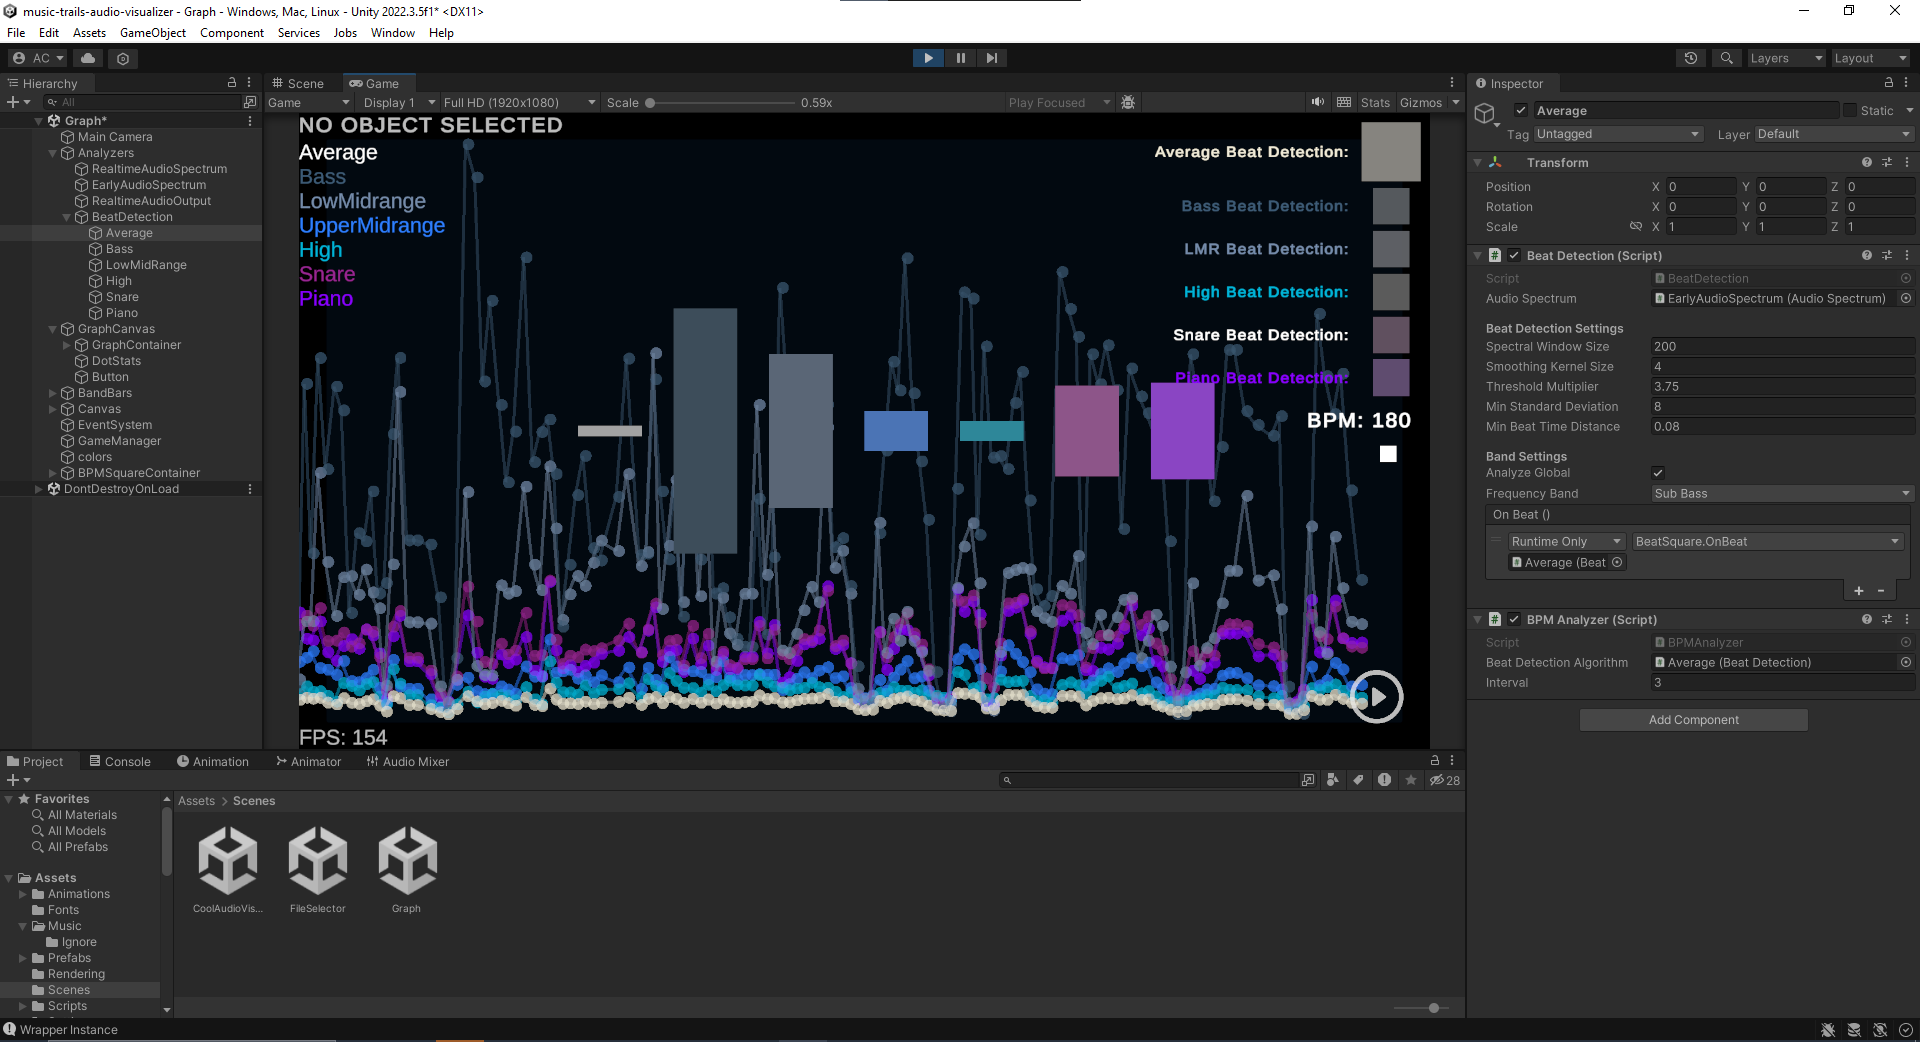 music-trails-audio-visualizer - Graph - Windows, Mac, Linux - Unity 2022.3.5f1* <DX11>
File Edit Assets GameObject Component Services Jobs Window Help
AC
Layers
Layout
Hierarchy
All
Graph*
Main Camera
Analyzers
RealtimeAudioSpectrum
EarlyAudioSpectrum
RealtimeAudioOutput
BeatDetection
Average
Bass
LowMidRange
High
Snare
Piano
GraphCanvas
GraphContainer
DotStats
Button
BandBars
Canvas
EventSystem
GameManager
colors
BPMSquareContainer
DontDestroyOnLoad
Scene
Game
Game Display 1 Full HD (1920x1080) Scale 0.59x Play Focused Stats Gizmos
NO OBJECT SELECTED
Average
Bass
LowMidrange
UpperMidrange
High
Snare
Piano
Average Beat Detection:
Bass Beat Detection:
LMR Beat Detection:
High Beat Detection:
Snare Beat Detection:
Piano Beat Detection:
BPM: 180
FPS: 154
Inspector
Average
Static
Tag Untagged Layer Default
Transform
Position X 0 Y 0 Z 0
Rotation X 0 Y 0 Z 0
Scale X 1 Y 1 Z 1
Beat Detection (Script)
Script BeatDetection
Audio Spectrum EarlyAudioSpectrum (Audio Spectrum)
Beat Detection Settings
Spectral Window Size 200
Smoothing Kernel Size 4
Threshold Multiplier 3.75
Min Standard Deviation 8
Min Beat Time Distance 0.08
Band Settings
Analyze Global
Frequency Band Sub Bass
On Beat ()
Runtime Only BeatSquare.OnBeat
Average (Beat
BPM Analyzer (Script)
Script BPMAnalyzer
Beat Detection Algorithm Average (Beat Detection)
Interval 3
Add Component
Project Console Animation Animator Audio Mixer
28
Favorites
All Materials
All Models
All Prefabs
Assets
Animations
Fonts
Music
Ignore
Prefabs
Rendering
Scenes
Scripts
Assets > Scenes
CoolAudioVis...
FileSelector
Graph
Wrapper Instance